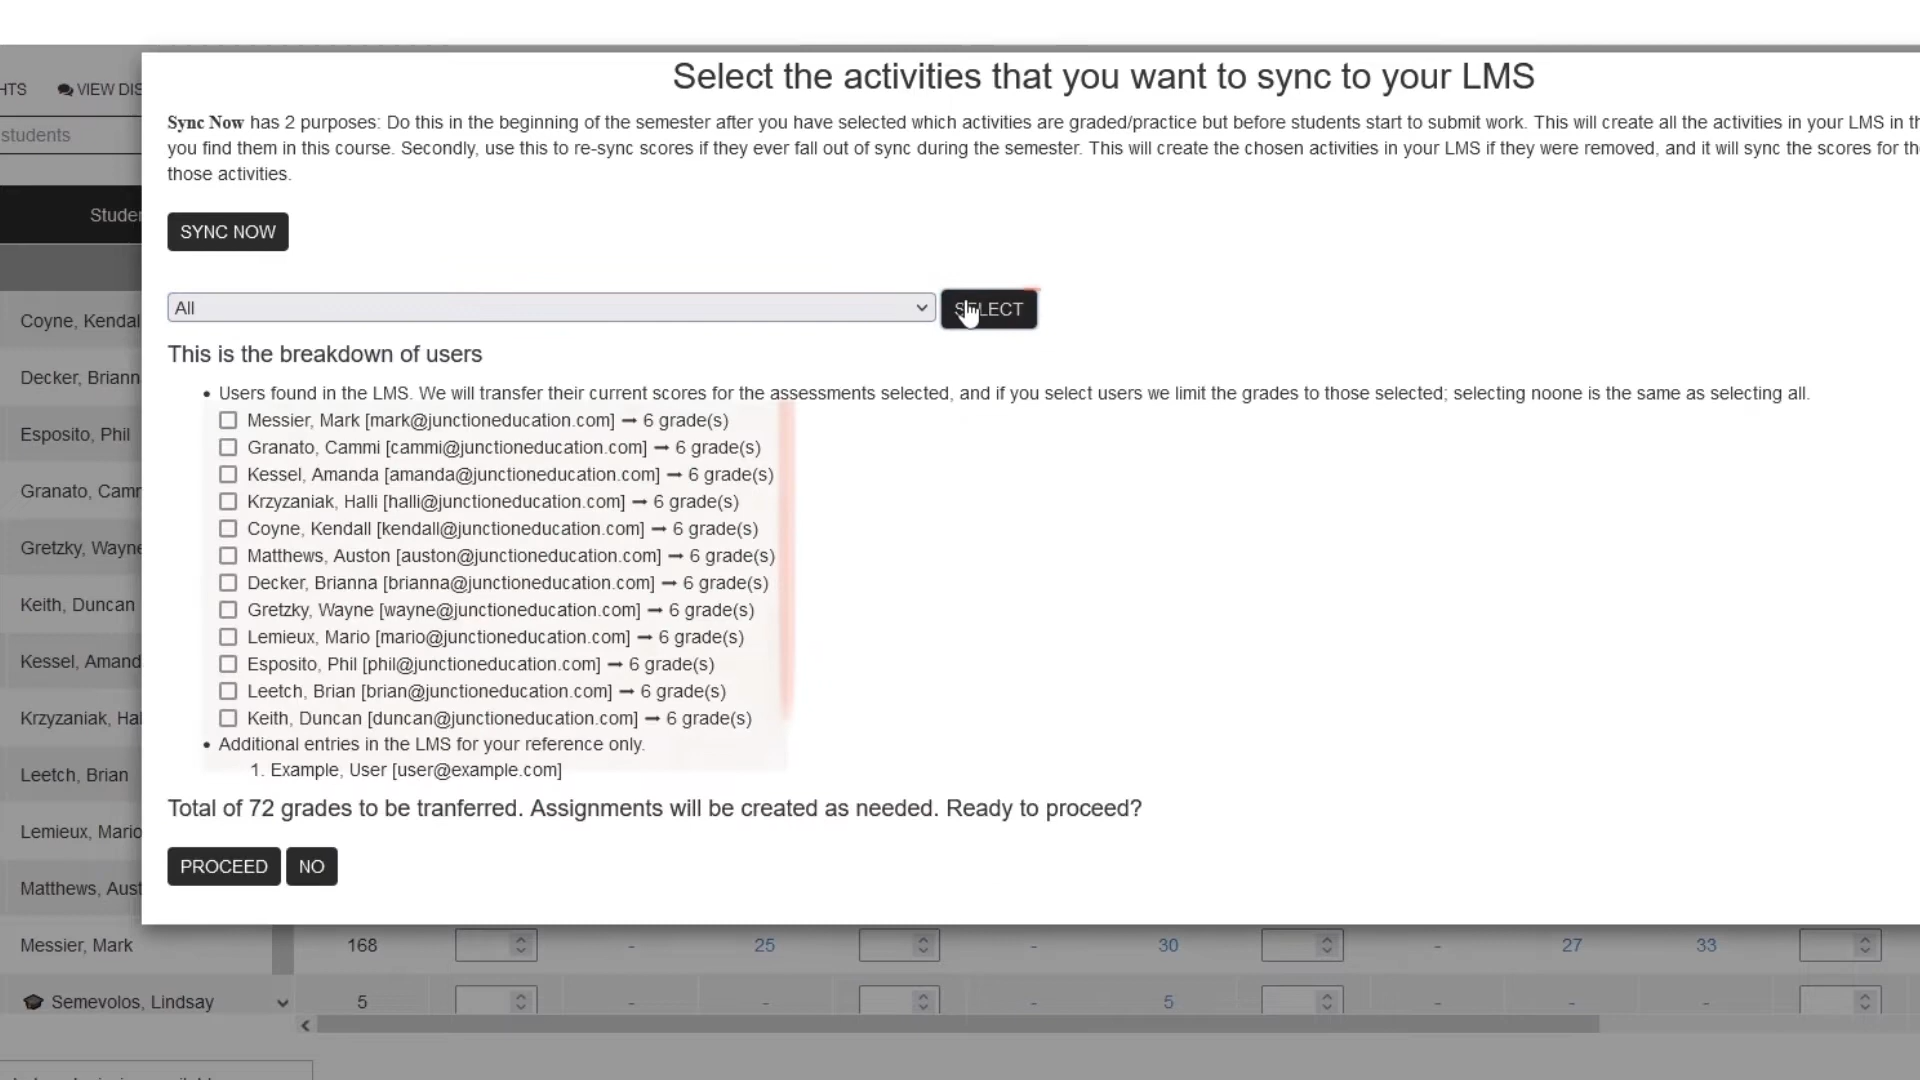 Select the activities that you want to sync to your LMS
HTS
VIEW DIS
Sync Now has 2 purposes: Do this in the beginning of the semester after you have selected which activities are graded/practice but before students start to submit work. This will create all the activities in your LMS in th
students
you find them in this course. Secondly, use this to re-sync scores if they ever fall out of sync during the semester. This will create the chosen activities in your LMS if they were removed, and it will sync the scores for the
those activities.
Studen
SYNC NOW
All
SELECT
Coyne, Kendal
This is the breakdown of users
Decker, Briann
• Users found in the LMS. We will transfer their current scores for the assessments selected, and if you select users we limit the grades to those selected; selecting noone is the same as selecting all.
Messier, Mark [mark@junctioneducation.com] ➞ 6 grade(s)
Esposito, Phil
Granato, Cammi [cammi@junctioneducation.com] ➞ 6 grade(s)
Kessel, Amanda [amanda@junctioneducation.com] ➞ 6 grade(s)
Granato, Camr
Krzyzaniak, Halli [halli@junctioneducation.com] ➞ 6 grade(s)
Coyne, Kendall [kendall@junctioneducation.com] ➞ 6 grade(s)
Gretzky, Wayne
Matthews, Auston [auston@junctioneducation.com] ➞ 6 grade(s)
Decker, Brianna [brianna@junctioneducation.com] ➞ 6 grade(s)
Keith, Duncan
Gretzky, Wayne [wayne@junctioneducation.com] ➞ 6 grade(s)
Lemieux, Mario [mario@junctioneducation.com] ➞ 6 grade(s)
Kessel, Amand
Esposito, Phil [phil@junctioneducation.com] ➞ 6 grade(s)
Leetch, Brian [brian@junctioneducation.com] ➞ 6 grade(s)
Krzyzaniak, Hal
Keith, Duncan [duncan@junctioneducation.com] ➞ 6 grade(s)
• Additional entries in the LMS for your reference only.
Leetch, Brian
1. Example, User [user@example.com]
Total of 72 grades to be tranferred. Assignments will be created as needed. Ready to proceed?
Lemieux, Mario
PROCEED NO
Matthews, Aust
Messier, Mark 168 - 25 - 30 - 27 33
Semevolos, Lindsay 5 - - - 5 - - -